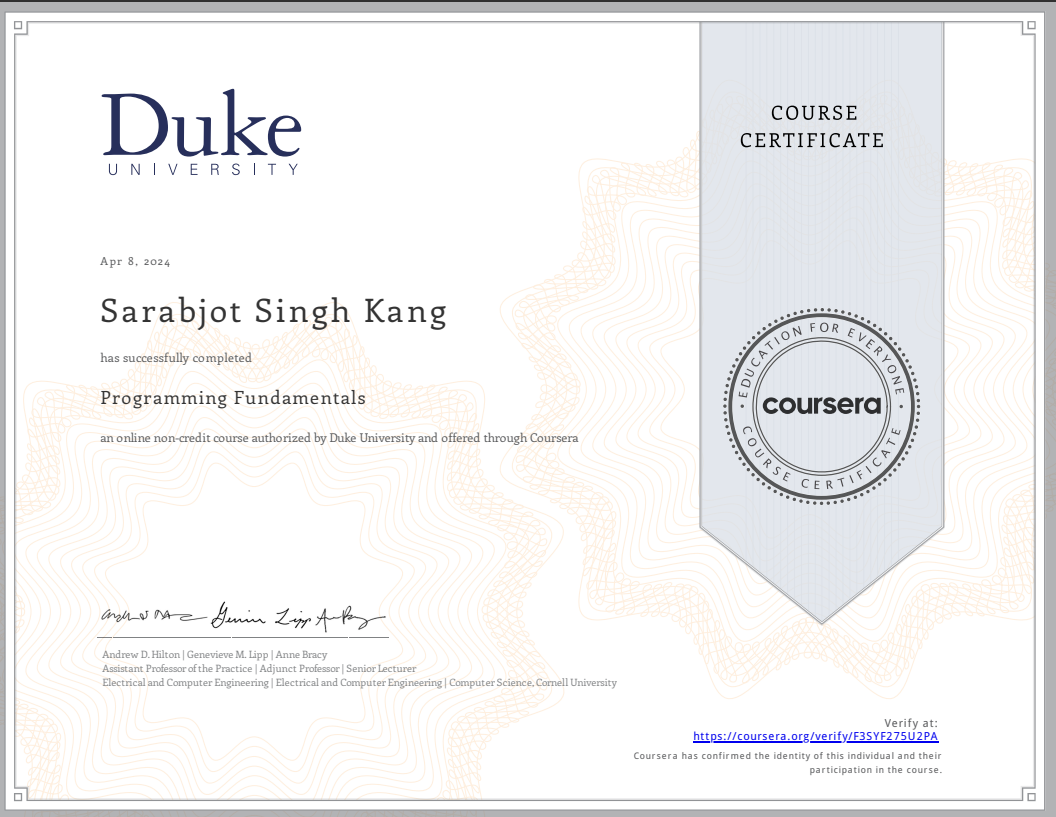 Duke
UNIVERSITY
COURSE
CERTIFICATE
Apr 8, 2024
Sarabjot Singh Kang
has successfully completed
Programming Fundamentals
an online non-credit course authorized by Duke University and offered through Coursera
EDUCATION FOR EVERYONE
coursera
COURSE CERTIFICATE
Andrew D. Hilton | Genevieve M. Lipp | Anne Bracy
Assistant Professor of the Practice | Adjunct Professor | Senior Lecturer
Electrical and Computer Engineering | Electrical and Computer Engineering | Computer Science, Cornell University
Verify at:
https://coursera.org/verify/F3SYF275U2PA
Coursera has confirmed the identity of this individual and their
participation in the course.